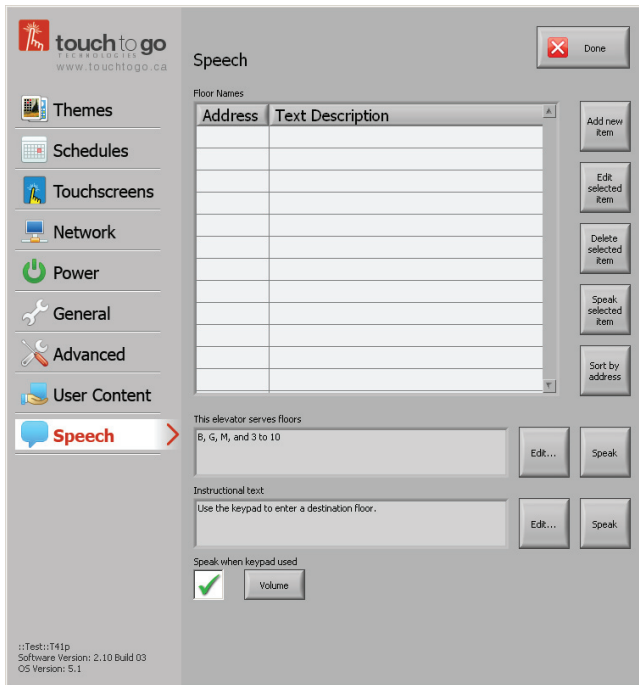 touch to go
TECHNOLOGIES
www.touchtogo.ca
Themes
Schedules
Touchscreens
Network
Power
General
Advanced
User Content
Speech
::Test::T41p
Software Version: 2.10 Build 03
OS Version: 5.1
Speech
Done
Floor Names
Address Text Description
Add new
item
Edit
selected
item
Delete
selected
item
Speak
selected
item
Sort by
address
This elevator serves floors
B, G, M, and 3 to 10
Edit...
Speak
Instructional text
Use the keypad to enter a destination floor.
Edit...
Speak
Speak when keypad used
Volume